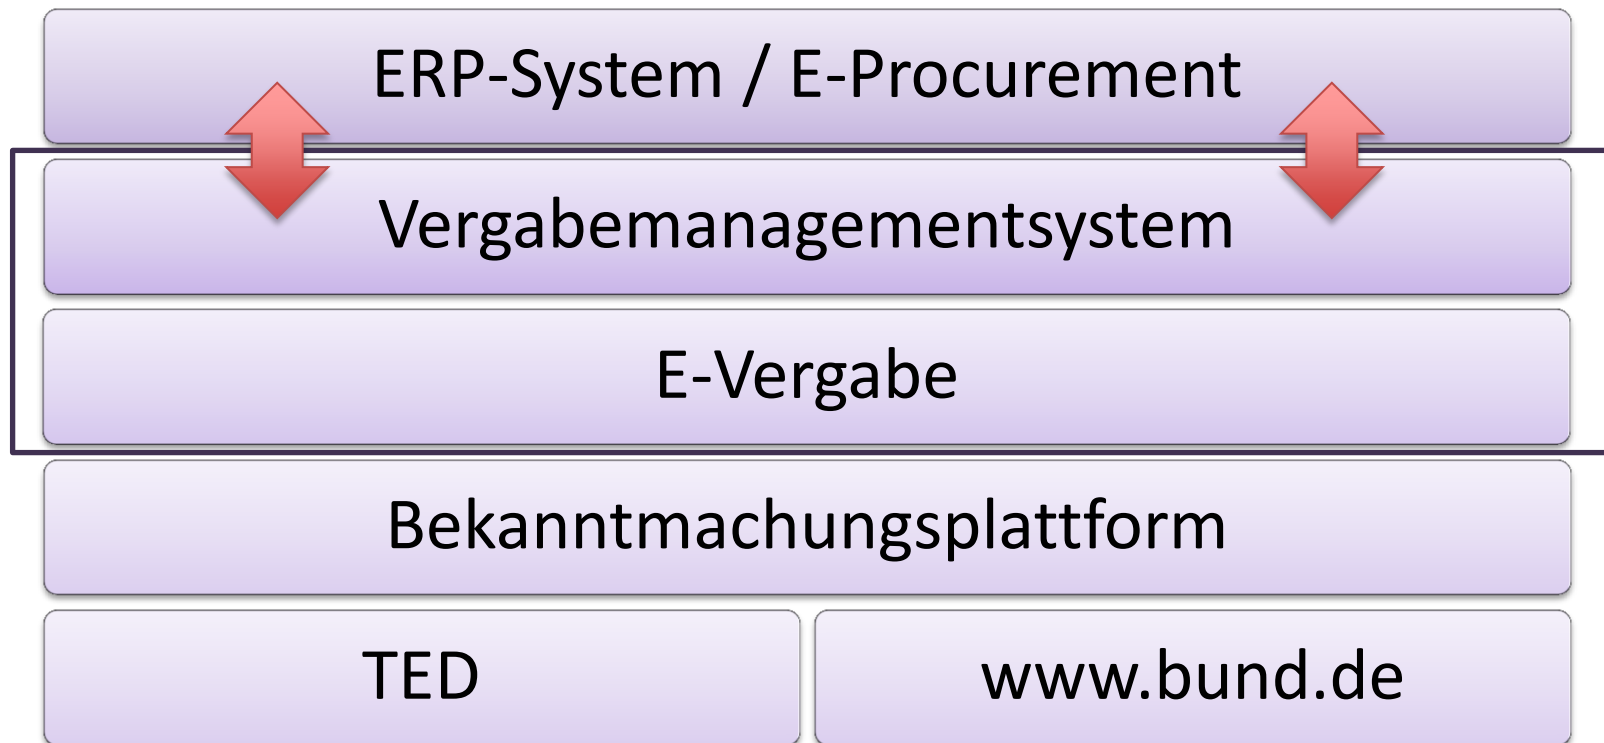 ERP-System / E-Procurement
Vergabemanagementsystem
E-Vergabe
Bekanntmachungsplattform
TED
www.bund.de